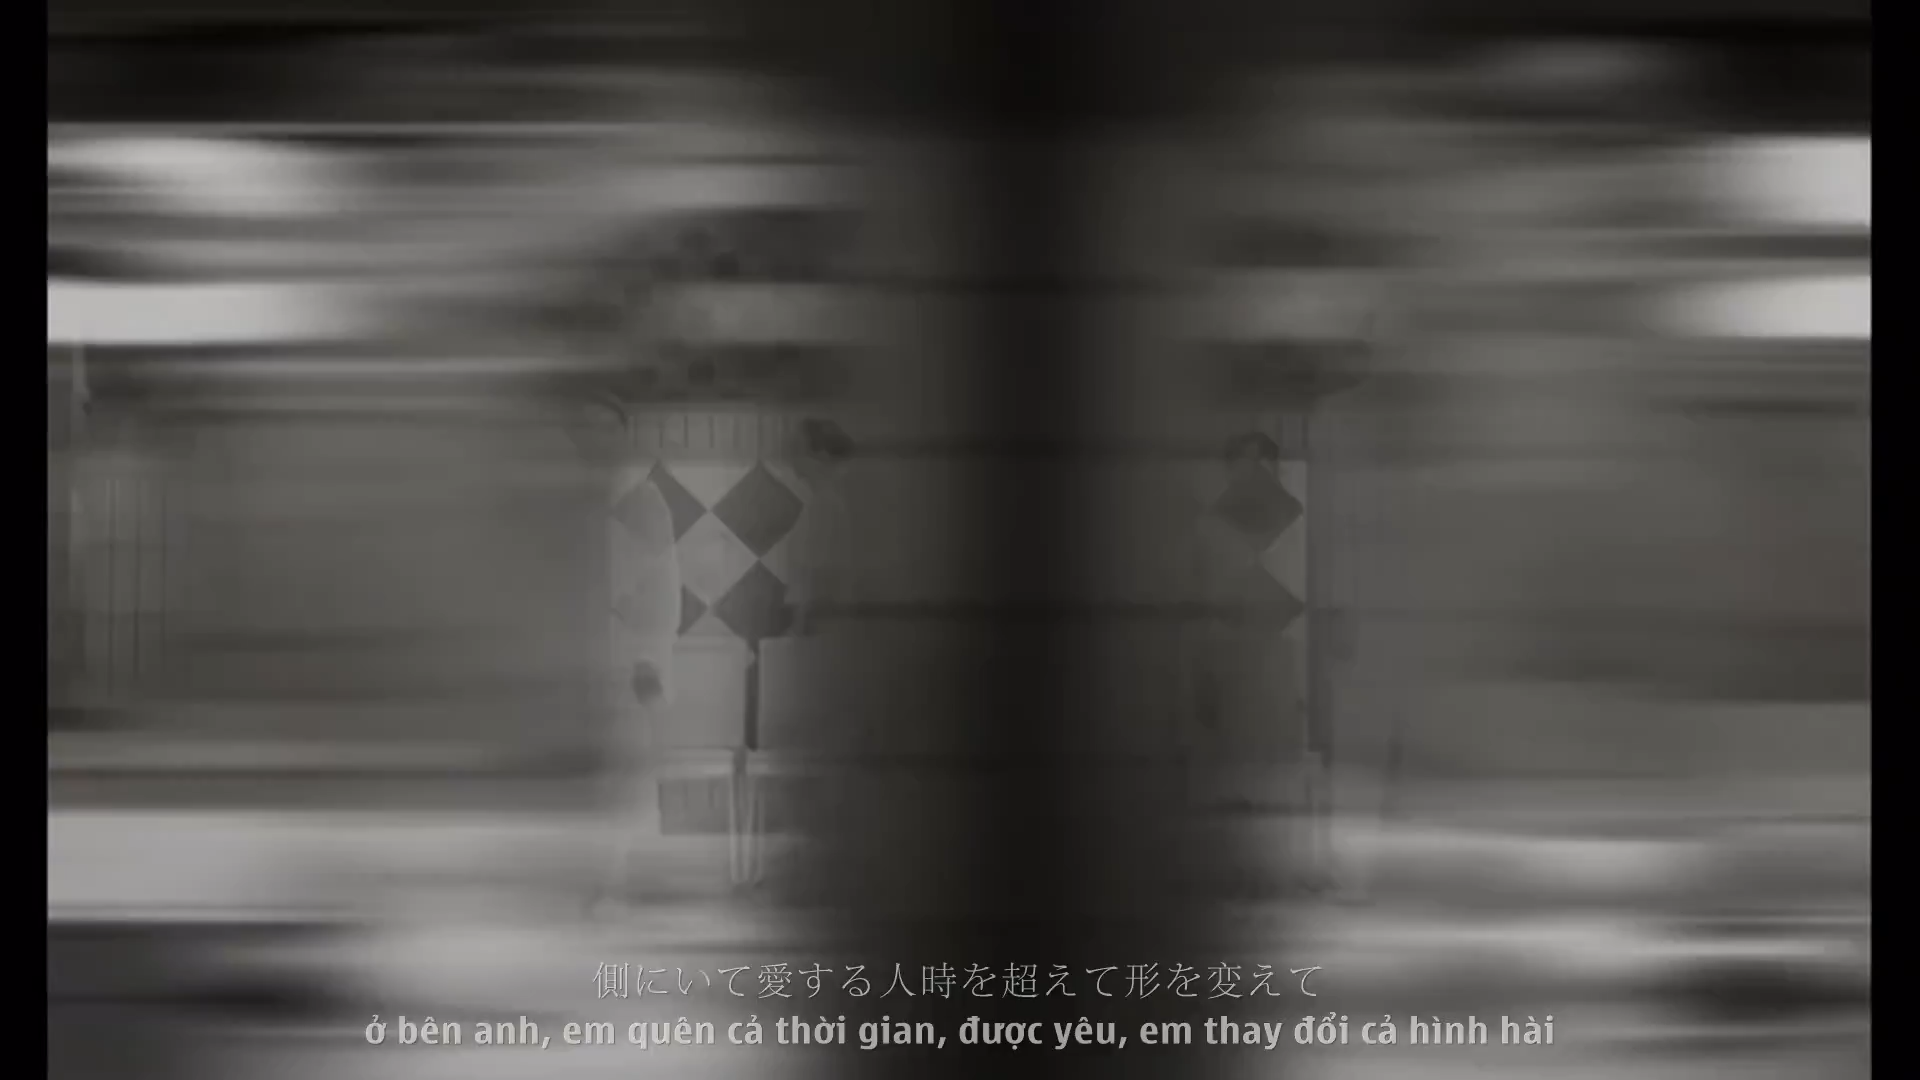 側にいて愛する人時を超えて形を変えて
ở bên anh, em quên cả thời gian, được yêu, em thay đổi cả hình hài